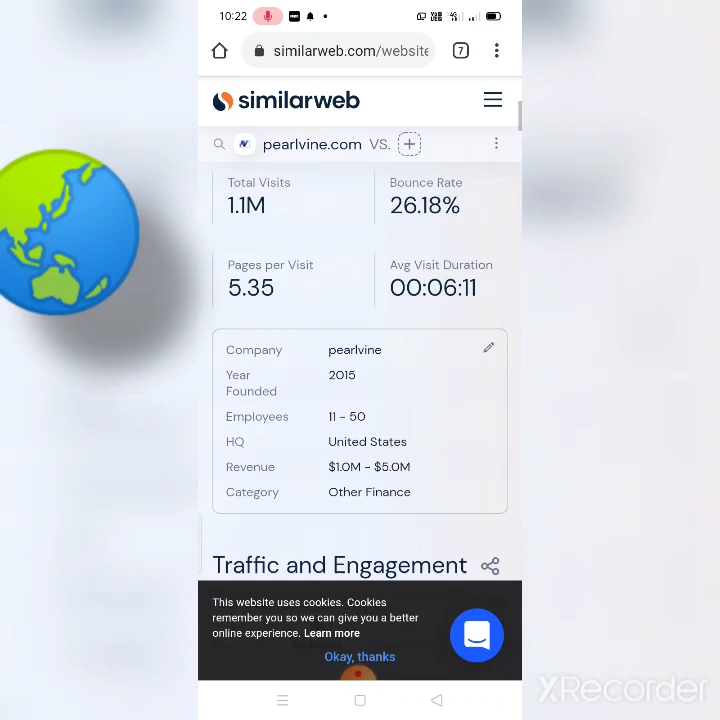 10:22
similarweb.com/website
7
similarweb
pearlvine.com VS.
Total Visits
1.1M
Bounce Rate
26.18%
Pages per Visit
5.35
Avg Visit Duration
00:06:11
Company pearlvine
Year Founded 2015
Employees 11 - 50
HQ United States
Revenue $1.0M - $5.0M
Category Other Finance
Traffic and Engagement
This website uses cookies. Cookies
remember you so we can give you a better
online experience. Learn more
Okay, thanks
XRecorder